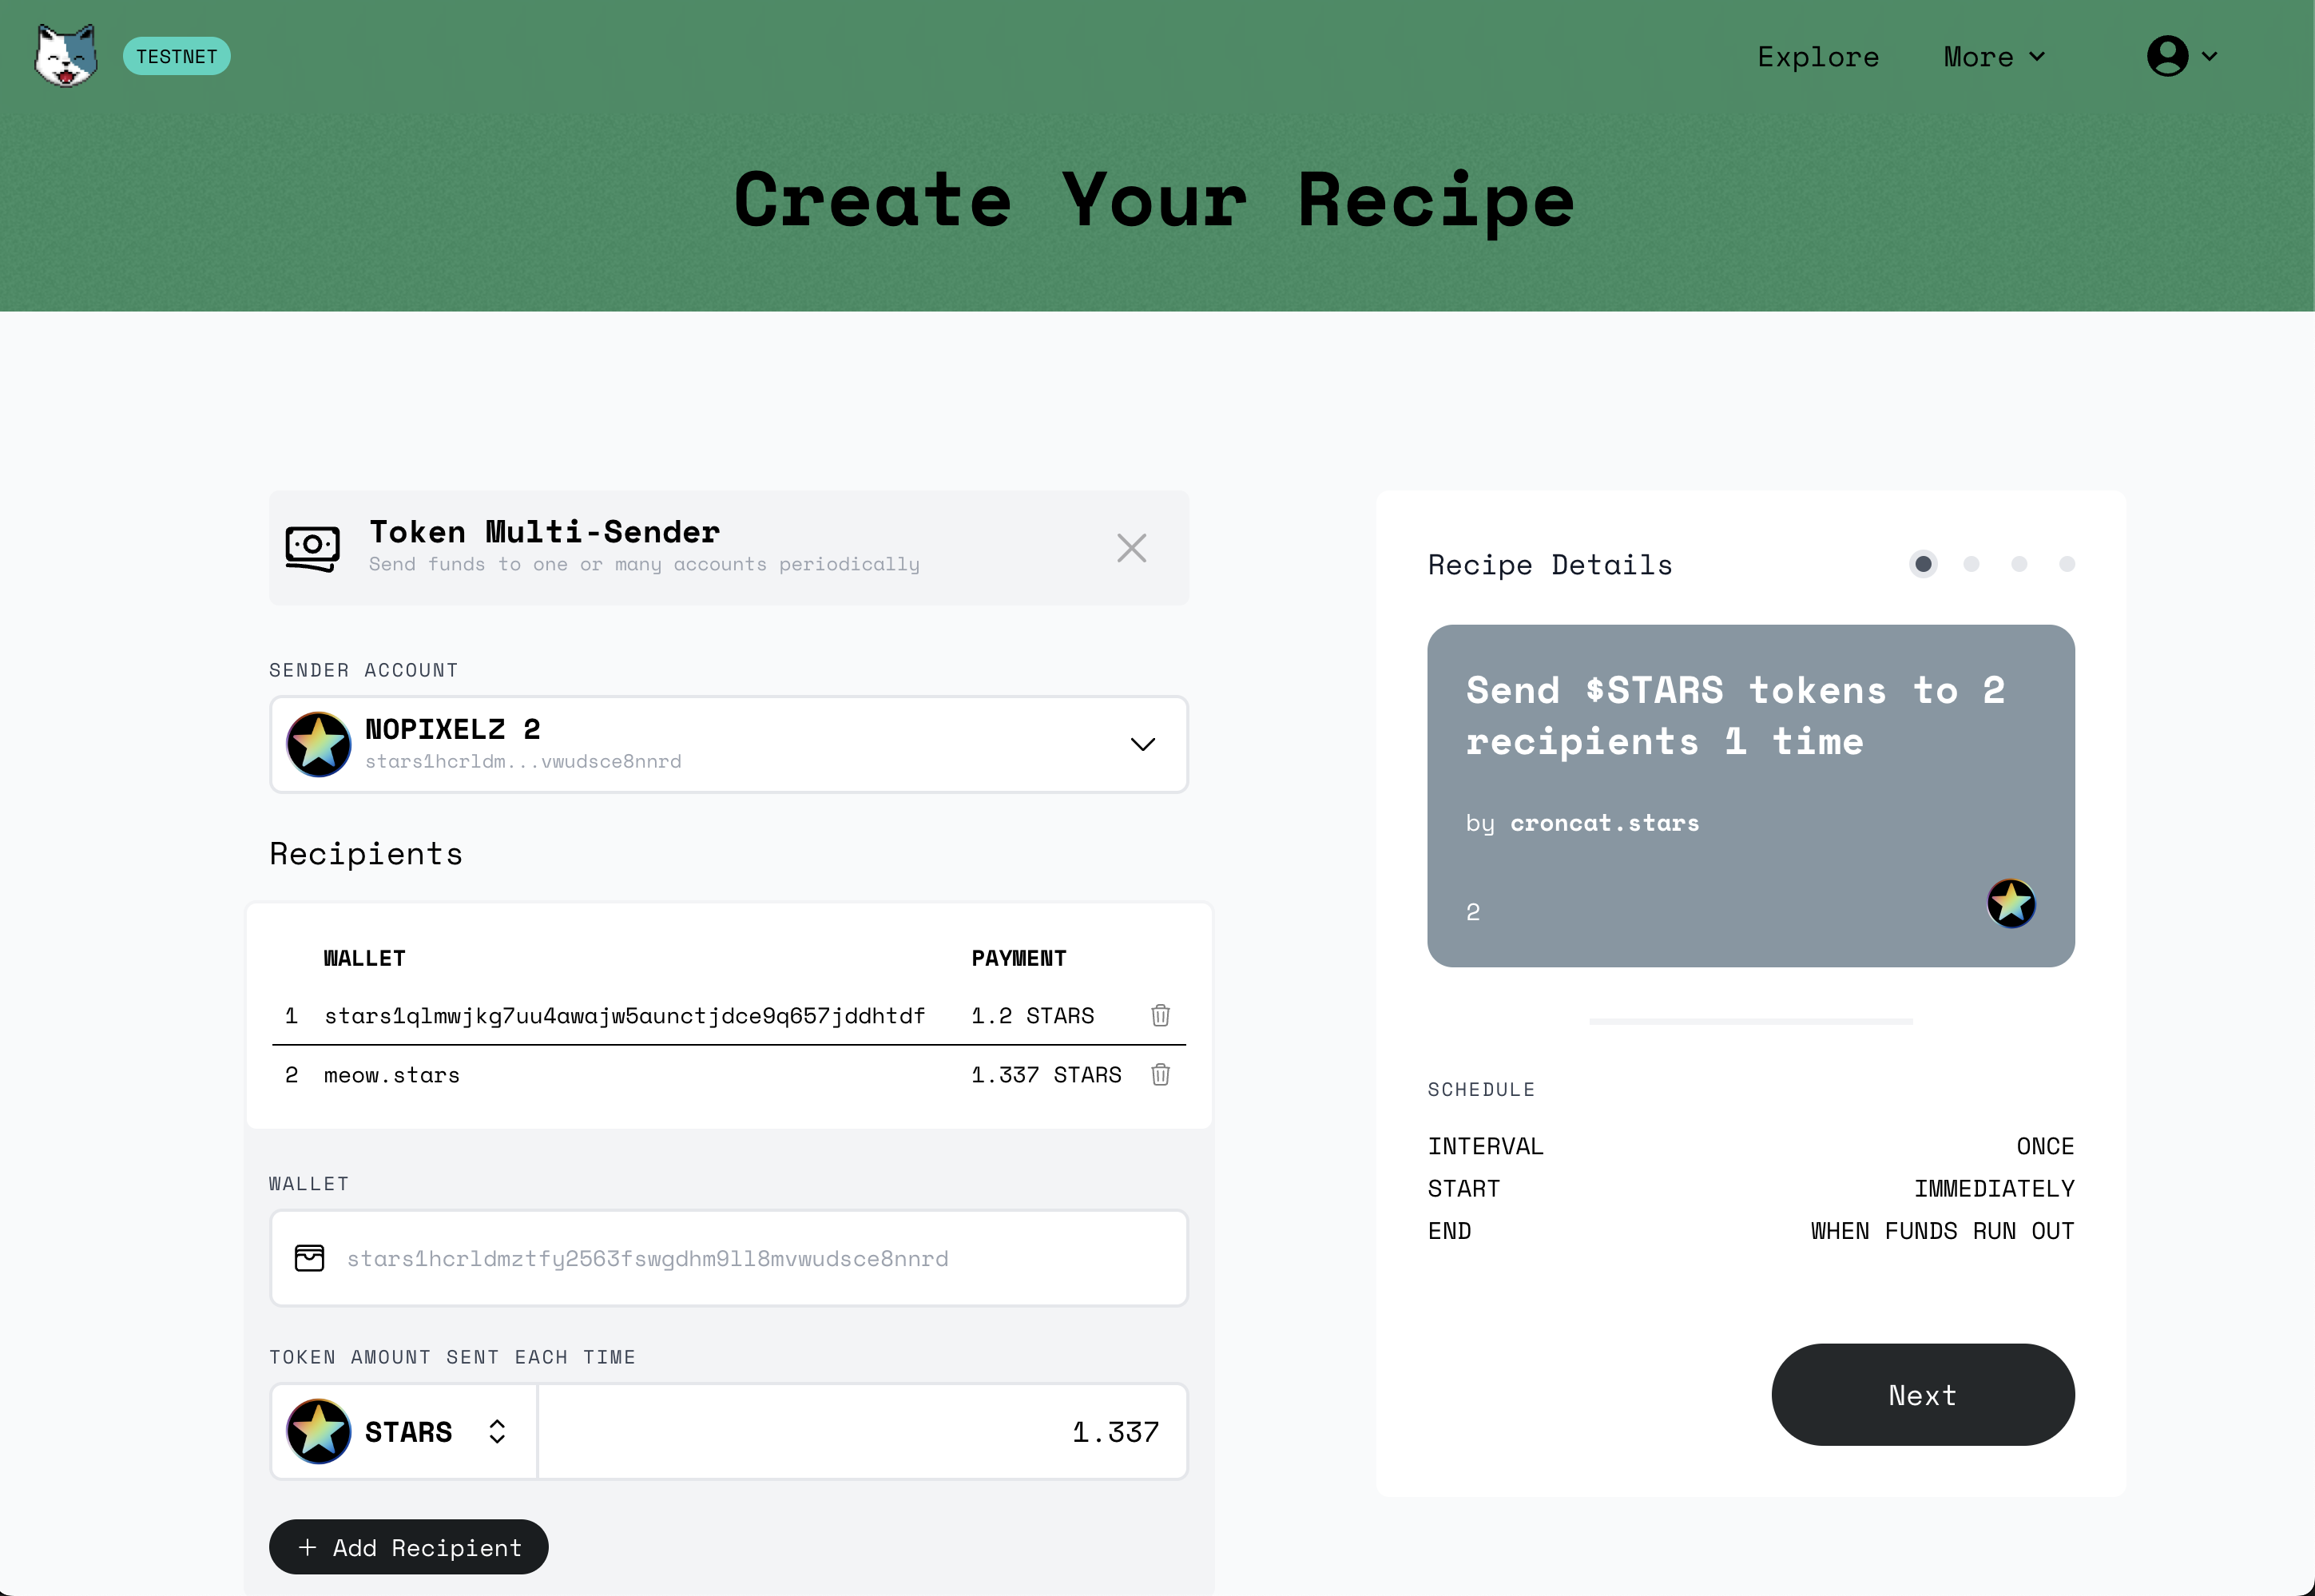 TESTNET
Explore
More
Create Your Recipe
Token Multi-Sender
Send funds to one or many accounts periodically
SENDER ACCOUNT
NOPIXELZ 2
stars1hcrldm...vwudsce8nnrd
Recipients
WALLET PAYMENT
1 stars1qlmwjkg7uu4awajw5aunctjdce9q657jddhtdf 1.2 STARS
2 meow.stars 1.337 STARS
WALLET
stars1hcrldmztfy2563fswgdhm9ll8mvwudsce8nnrd
TOKEN AMOUNT SENT EACH TIME
STARS 1.337
+ Add Recipient
Recipe Details
Send $STARS tokens to 2
recipients 1 time
by croncat.stars
2
SCHEDULE
INTERVAL ONCE
START IMMEDIATELY
END WHEN FUNDS RUN OUT
Next